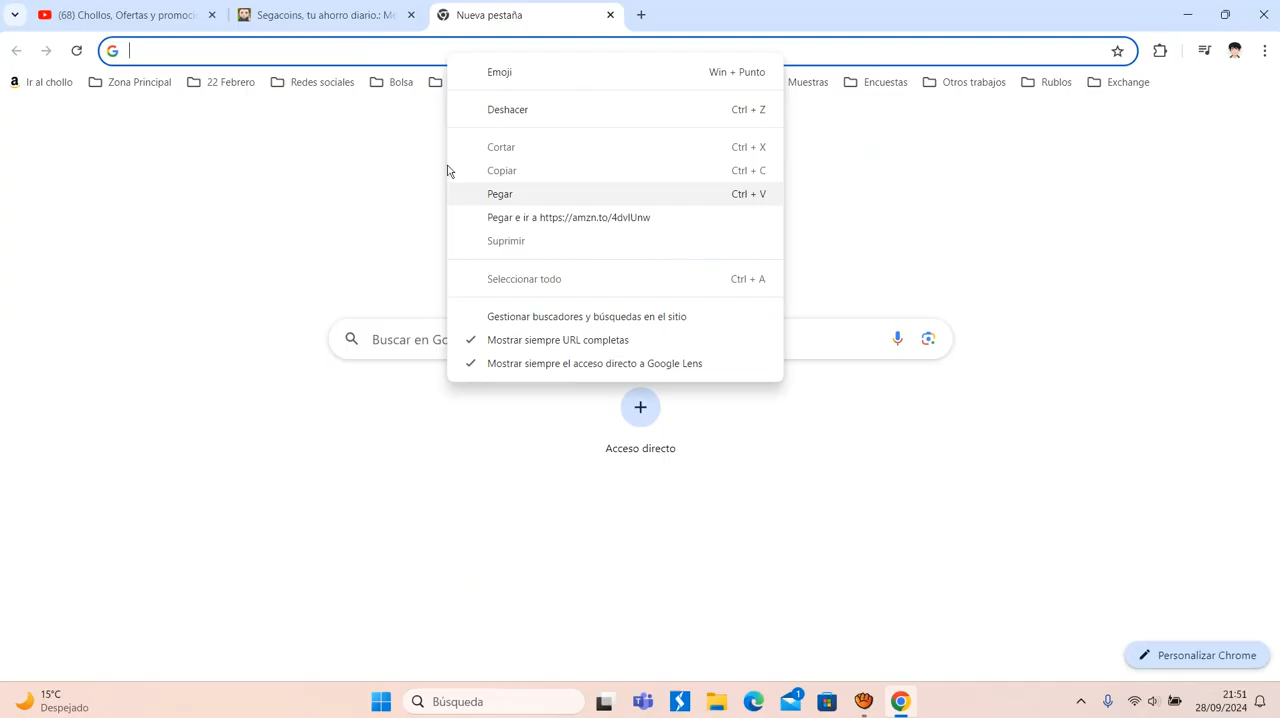 (68) Chollos, Ofertas y promoci
Segacoins, tu ahorro diario.: Me
Nueva pestaña
Ir al chollo
Zona Principal
22 Febrero
Redes sociales
Bolsa
Muestras
Encuestas
Otros trabajos
Rublos
Exchange
Emoji Win + Punto
Deshacer Ctrl + Z
Cortar Ctrl + X
Copiar Ctrl + C
Pegar Ctrl + V
Pegar e ir a https://amzn.to/4dvIUnw
Suprimir
Seleccionar todo Ctrl + A
Gestionar buscadores y búsquedas en el sitio
Mostrar siempre URL completas
Mostrar siempre el acceso directo a Google Lens
Buscar en Go
Acceso directo
Personalizar Chrome
15°C
Despejado
Búsqueda
1
21:51
28/09/2024